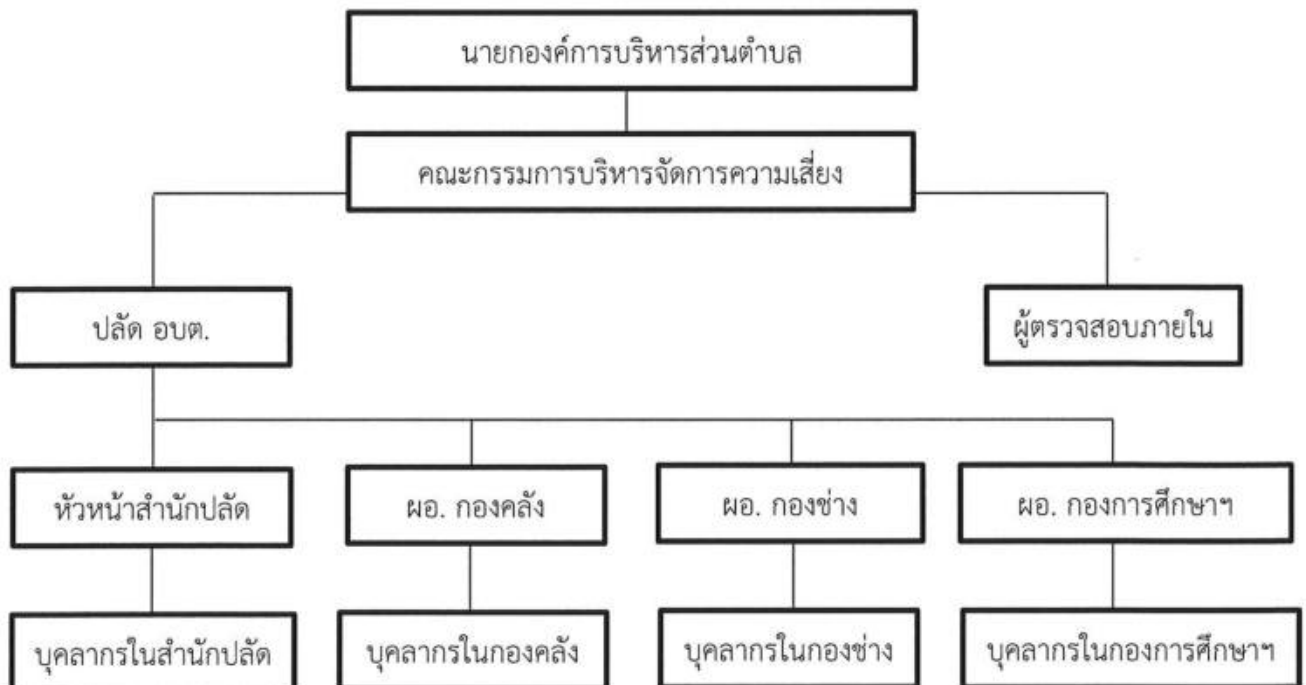 นายกองค์การบริหารส่วนตำบล
คณะกรรมการบริหารจัดการความเสี่ยง
ปลัด อบต.
ผู้ตรวจสอบภายใน
หัวหน้าสำนักปลัด
ผอ. กองคลัง
ผอ. กองช่าง
ผอ. กองการศึกษาฯ
บุคลากรในสำนักปลัด
บุคลากรในกองคลัง
บุคลากรในกองช่าง
บุคลากรในกองการศึกษาฯ